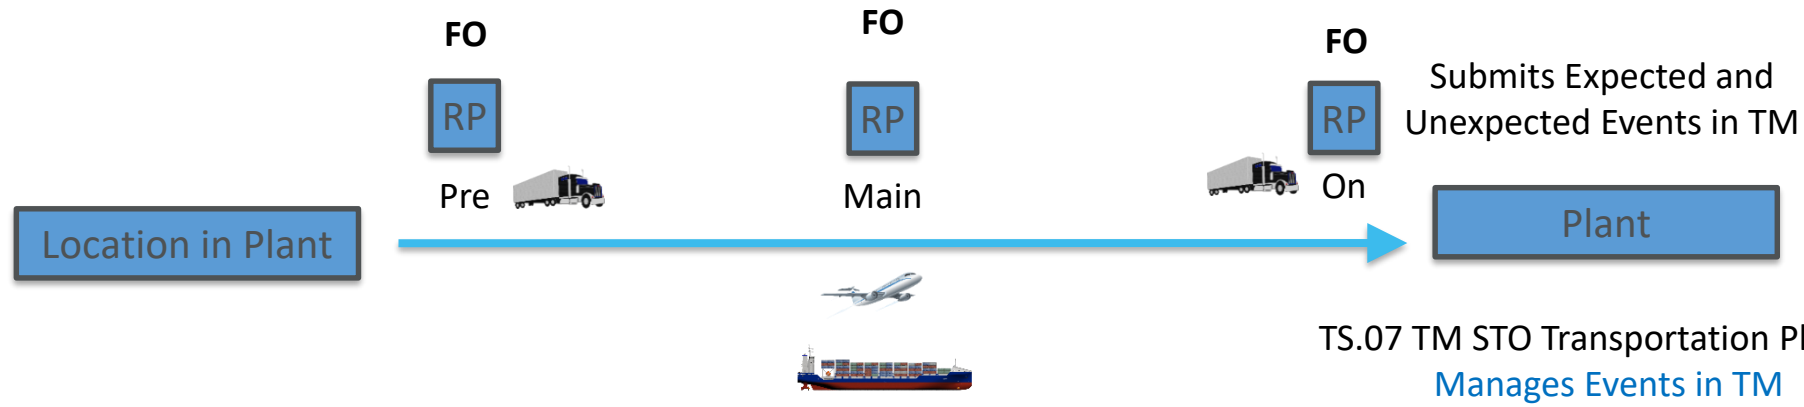 FO
FO
FO
RP
RP
RP
Submits Expected and
Unexpected Events in TM
Pre
Main
On
Location in Plant
Plant
TS.07 TM STO Transportation Pl
Manages Events in TM